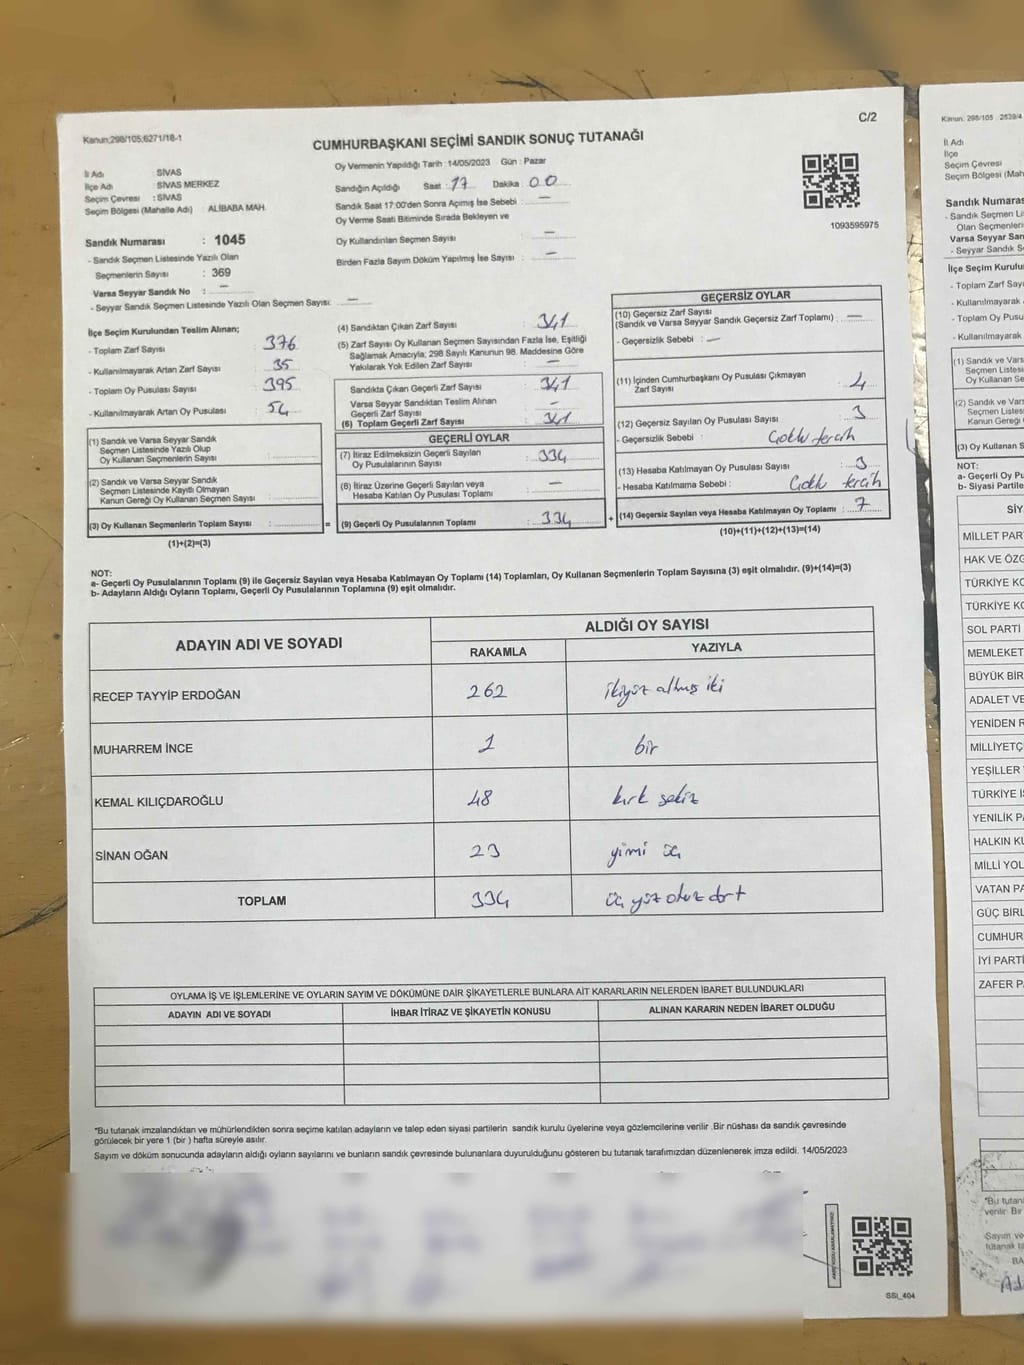 Kanun;298/105;6271/18-1
C/2
CUMHURBAŞKANI SEÇİMİ SANDIK SONUÇ TUTANAĞI
İl Adı SİVAS
İlçe Adı : SİVAS MERKEZ
Seçim Çevresi : SİVAS
Seçim Bölgesi (Mahalle Adı) : ALİBABA MAH.
Sandık Numarası : 1045
- Sandık Seçmen Listesinde Yazılı Olan
Seçmenlerin Sayısı : 369
Varsa Seyyar Sandık No : —
- Seyyar Sandık Seçmen Listesinde Yazılı Olan Seçmen Sayısı: —
Oy Vermenin Yapıldığı Tarih : 14/05/2023 Gün : Pazar
Sandığın Açıldığı Saat : 17 Dakika : 00
Sandık Saat 17:00'den Sonra Açımış İse Sebebi : —
Oy Verme Saati Bitiminde Sırada Bekleyen ve
Oy Kullandırılan Seçmen Sayısı : —
Birden Fazla Sayım Döküm Yapılmış İse Sayısı : —
1093595975
İlçe Seçim Kurulundan Teslim Alınan;
- Toplam Zarf Sayısı : 376
- Kullanılmayarak Artan Zarf Sayısı : 35
- Toplam Oy Pusulası Sayısı : 395
- Kullanılmayarak Artan Oy Pusulası : 54
(1) Sandık ve Varsa Seyyar Sandık
Seçmen Listesinde Yazılı Olup
Oy Kullanan Seçmenlerin Sayısı :
(2) Sandık ve Varsa Seyyar Sandık
Seçmen Listesinde Kayıtlı Olmayan
Kanun Gereği Oy Kullanan Seçmen Sayısı :
(3) Oy Kullanan Seçmenlerin Toplam Sayısı : =
(1)+(2)=(3)
(4) Sandıktan Çıkan Zarf Sayısı : 341
(5) Zarf Sayısı Oy Kullanan Seçmen Sayısından Fazla İse, Eşitliği
Sağlamak Amacıyla; 298 Sayılı Kanunun 98. Maddesine Göre
Yakılarak Yok Edilen Zarf Sayısı : —
Sandıkta Çıkan Geçerli Zarf Sayısı : 341
Varsa Seyyar Sandıktan Teslim Alınan
Geçerli Zarf Sayısı : —
(6) Toplam Geçerli Zarf Sayısı : 341
GEÇERLİ OYLAR
(7) İtiraz Edilmeksizin Geçerli Sayılan
Oy Pusulalarının Sayısı : 334
(8) İtiraz Üzerine Geçerli Sayılan veya
Hesaba Katılan Oy Pusulası Toplamı : —
(9) Geçerli Oy Pusulalarının Toplamı : 334 +
GEÇERSİZ OYLAR
(10) Geçersiz Zarf Sayısı
(Sandık ve Varsa Seyyar Sandık Geçersiz Zarf Toplamı) : —
- Geçersizlik Sebebi : —
(11) İçinden Cumhurbaşkanı Oy Pusulası Çıkmayan
Zarf Sayısı : 4
(12) Geçersiz Sayılan Oy Pusulası Sayısı : 3
- Geçersizlik Sebebi : Çoklu tercih
(13) Hesaba Katılmayan Oy Pusulası Sayısı : 3
- Hesaba Katılmama Sebebi : Çoklu tercih
(14) Geçersiz Sayılan veya Hesaba Katılmayan Oy Toplamı : 7
(10)+(11)+(12)+(13)=(14)
NOT:
a- Geçerli Oy Pusulalarının Toplamı (9) ile Geçersiz Sayılan veya Hesaba Katılmayan Oy Toplamı (14) Toplamları, Oy Kullanan Seçmenlerin Toplam Sayısına (3) eşit olmalıdır. (9)+(14)=(3)
b- Adayların Aldığı Oyların Toplamı, Geçerli Oy Pusulalarının Toplamına (9) eşit olmalıdır.
ADAYIN ADI VE SOYADI ALDIĞI OY SAYISI
RAKAMLA YAZIYLA
RECEP TAYYİP ERDOĞAN 262 ikiyüz altmış iki
MUHARREM İNCE 1 bir
KEMAL KILIÇDAROĞLU 48 kırk sekiz
SİNAN OĞAN 23 yirmi üç
TOPLAM 334 üç yüz otuz dört
OYLAMA İŞ VE İŞLEMLERİNE VE OYLARIN SAYIM VE DÖKÜMÜNE DAİR ŞİKAYETLERLE BUNLARA AİT KARARLARIN NELERDEN İBARET BULUNDUKLARI
ADAYIN ADI VE SOYADI İHBAR İTİRAZ VE ŞİKAYETİN KONUSU ALINAN KARARIN NEDEN İBARET OLDUĞU
"Bu tutanak imzalandıktan ve mühürlendikten sonra seçime katılan adayların ve talep eden siyasi partilerin sandık kurulu üyelerine veya gözlemcilerine verilir .Bir nüshası da sandık çevresinde
görülecek bir yere 1 (bir ) hafta süreyle asılır.
Sayım ve döküm sonucunda adayların aldığı oyların sayılarını ve bunların sandık çevresinde bulunanlara duyurulduğunu gösteren bu tutanak tarafımızdan düzenlenerek imza edildi. 14/05/2023
SSİ_404
Kanun: 298/105 , 2839/4
İl Adı
İlçe
Seçim Çevresi
Seçim Bölgesi (Mah
Sandık Numaras
- Sandık Seçmen Li
Olan Seçmenleri
Varsa Seyyar San
- Seyyar Sandık S
İlçe Seçim Kurulu
- Toplam Zarf Say
- Kullanılmayarak
- Toplam Oy Pusu
- Kullanılmayarak
(1) Sandık ve Vars
Seçmen Listesi
Oy Kullanan Se
(2) Sandık ve Vars
Seçmen Listes
Kanun Gereği
(3) Oy Kullanan S
NOT:
a- Geçerli Oy Pus
b- Siyasi Partile
SİY
MİLLET PAR
HAK VE ÖZG
TÜRKİYE KO
TÜRKİYE KO
SOL PARTİ
MEMLEKET
BÜYÜK BİR
ADALET VE
YENİDEN R
MİLLİYETÇ
YEŞİLLER
TÜRKİYE İ
YENİLİK P
HALKIN KU
MİLLİ YOL
VATAN PA
GÜÇ BİRL
CUMHUR
İYİ PARTİ
ZAFER P
"Bu tutan
verilir. Bir
Sayım ve
tutanak ta
BA